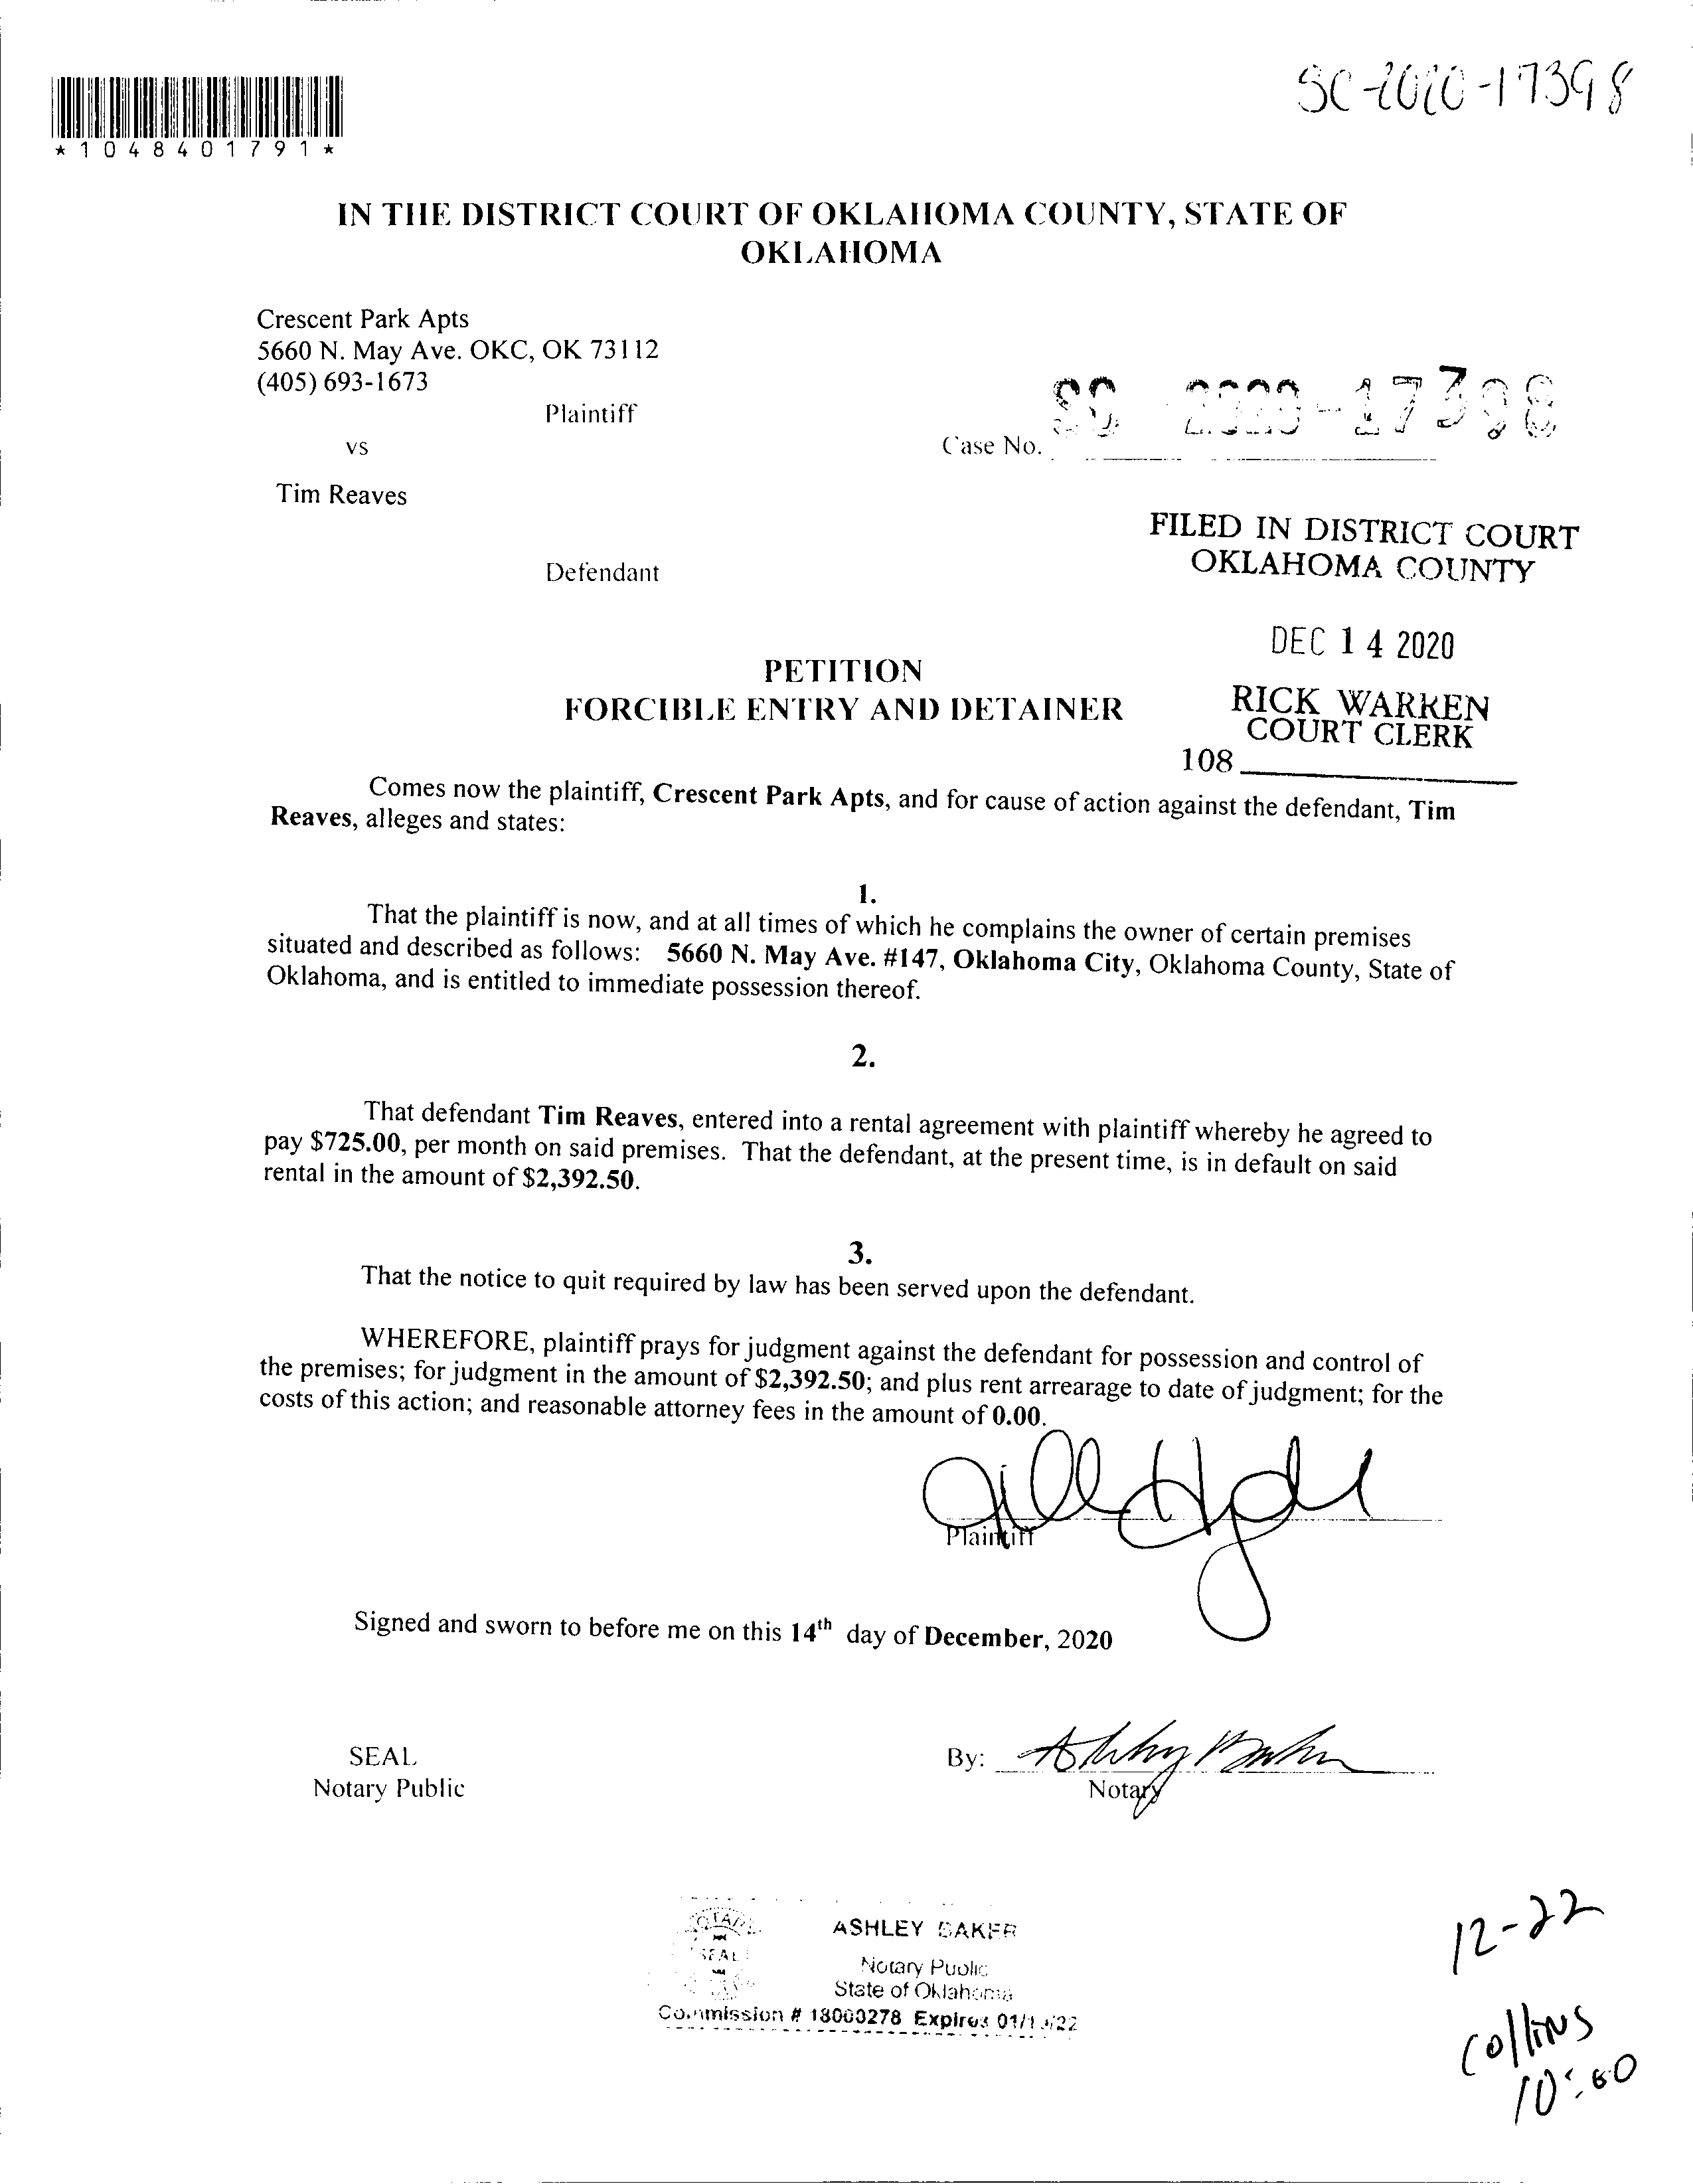 SC-2020-17398
*1048401791*
IN THE DISTRICT COURT OF OKLAHOMA COUNTY, STATE OF
OKLAHOMA
Crescent Park Apts
5660 N. May Ave. OKC, OK 73112
(405) 693-1673
Plaintiff
SC 2020-17398
Case No.
vs
Tim Reaves
FILED IN DISTRICT COURT
OKLAHOMA COUNTY
Defendant
DEC 14 2020
PETITION
FORCIBLE ENTRY AND DETAINER
RICK WARREN
COURT CLERK
108
Comes now the plaintiff, Crescent Park Apts, and for cause of action against the defendant, Tim
Reaves, alleges and states:
1.
That the plaintiff is now, and at all times of which he complains the owner of certain premises
situated and described as follows: 5660 N. May Ave. #147, Oklahoma City, Oklahoma County, State of
Oklahoma, and is entitled to immediate possession thereof.
2.
That defendant Tim Reaves, entered into a rental agreement with plaintiff whereby he agreed to
pay $725.00, per month on said premises. That the defendant, at the present time, is in default on said
rental in the amount of $2,392.50.
3.
That the notice to quit required by law has been served upon the defendant.
WHEREFORE, plaintiff prays for judgment against the defendant for possession and control of
the premises; for judgment in the amount of $2,392.50; and plus rent arrearage to date of judgment; for the
costs of this action; and reasonable attorney fees in the amount of 0.00.
Jill Hyde
Plaintiff
Signed and sworn to before me on this 14th day of December, 2020
SEAL
Notary Public
By: Ashley Baker
Notary
NOTARY
SEAL
ASHLEY BAKER
Notary Public
State of Oklahoma
Commission # 18000278 Expires
12-22
Collins
10:00